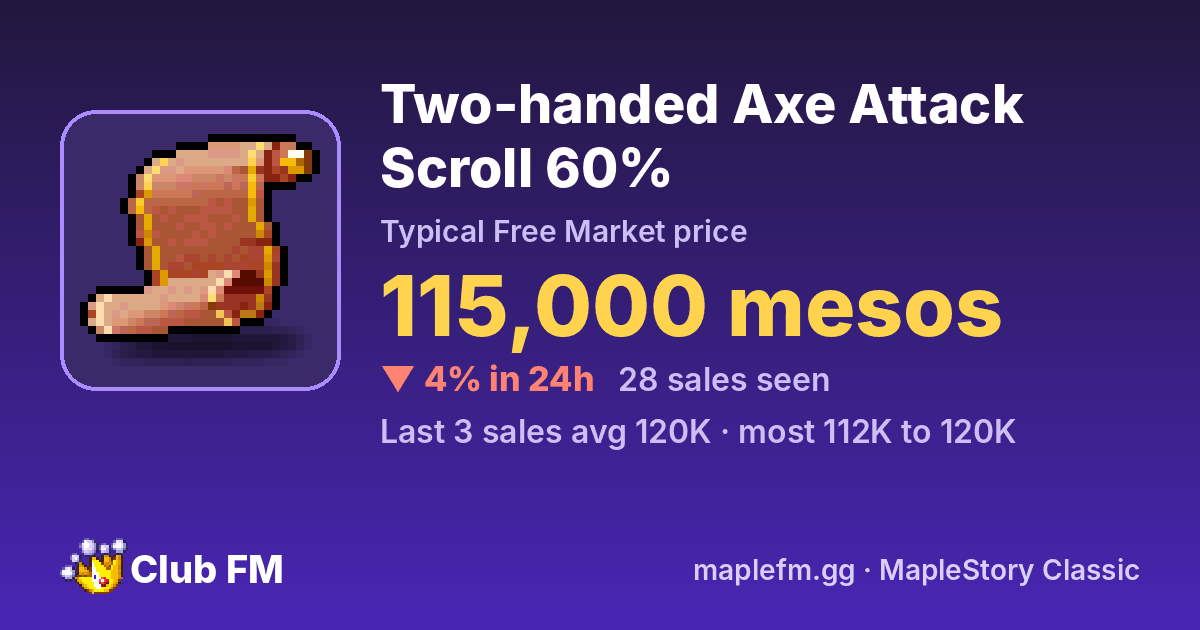 Two-handed Axe Attack
Scroll 60%
Typical Free Market price
115,000 mesos
▼ 4% in 24h 28 sales seen
Last 3 sales avg 120K · most 112K to 120K
Club FM
maplefm.gg · MapleStory Classic